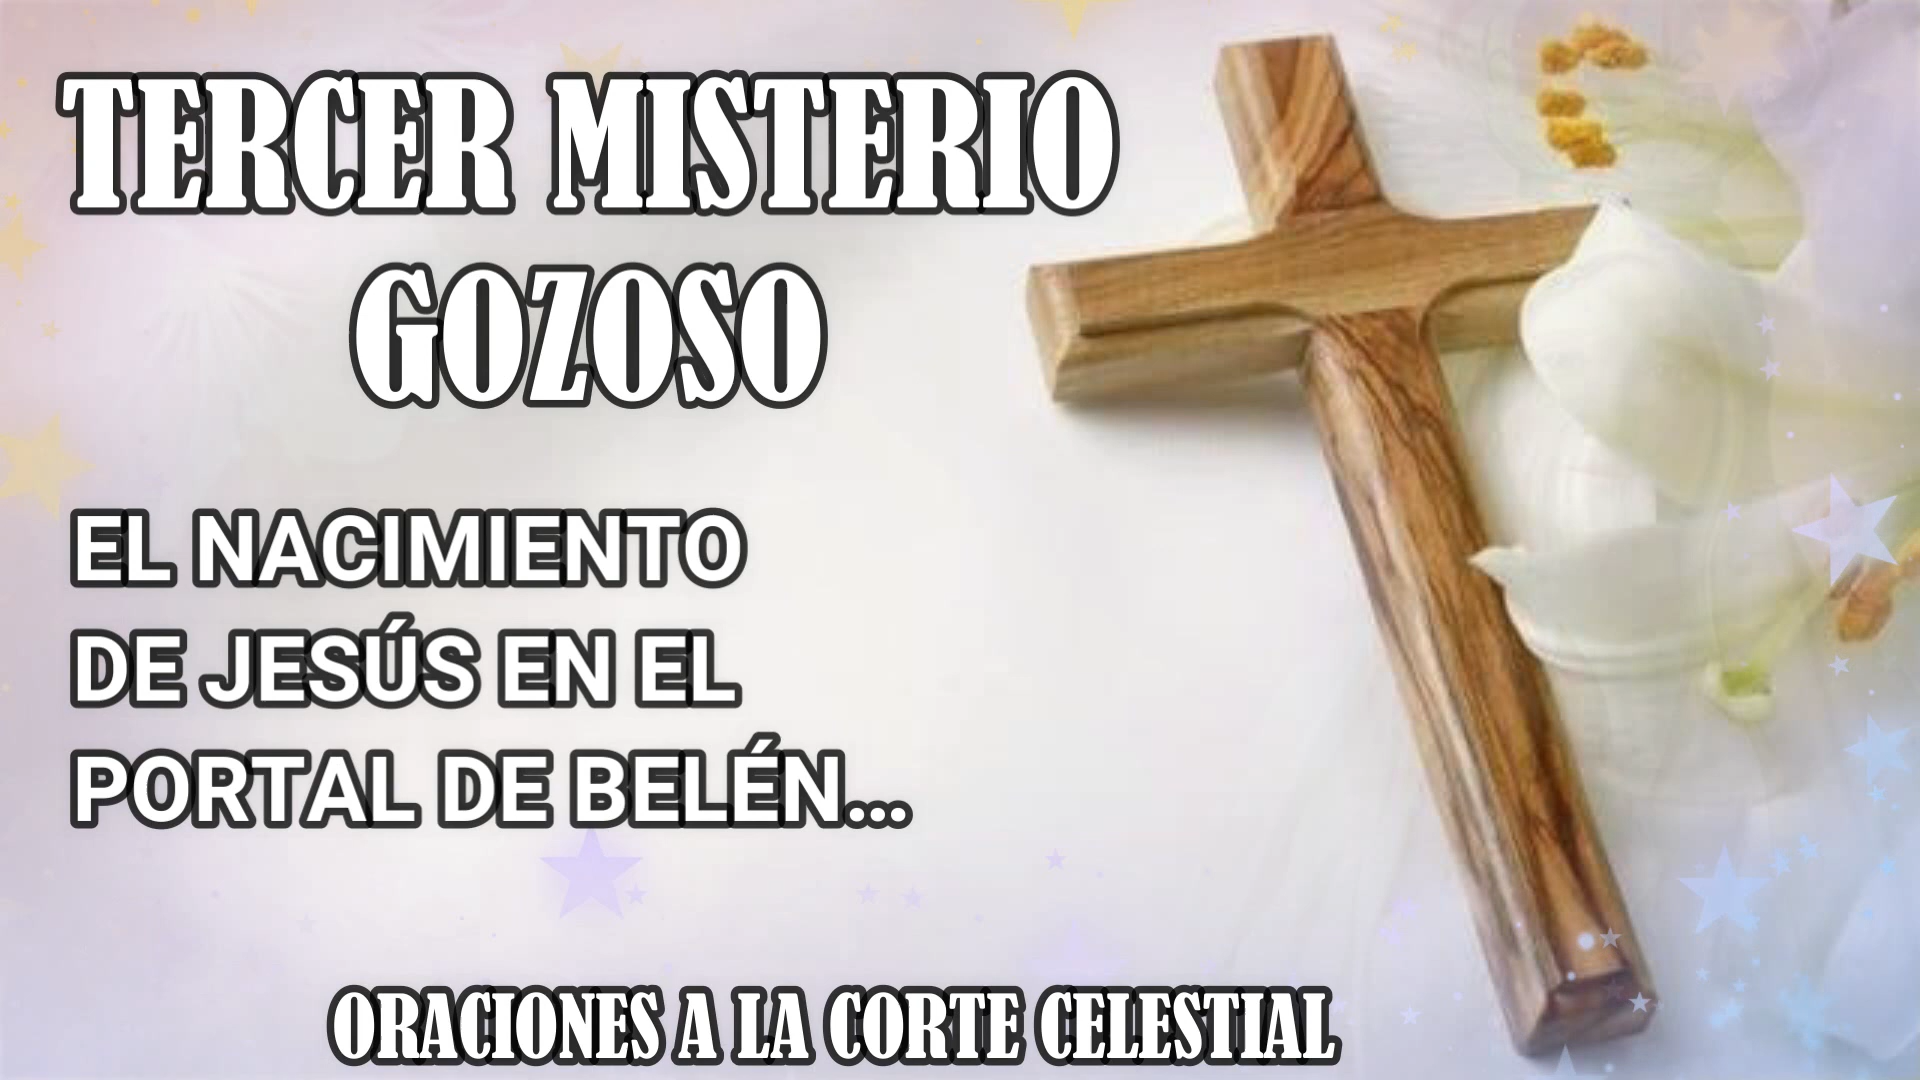 TERCER MISTERIO
GOZOSO
EL NACIMIENTO
DE JESÚS EN EL
PORTAL DE BELÉN...
ORACIONES A LA CORTE CELESTIAL